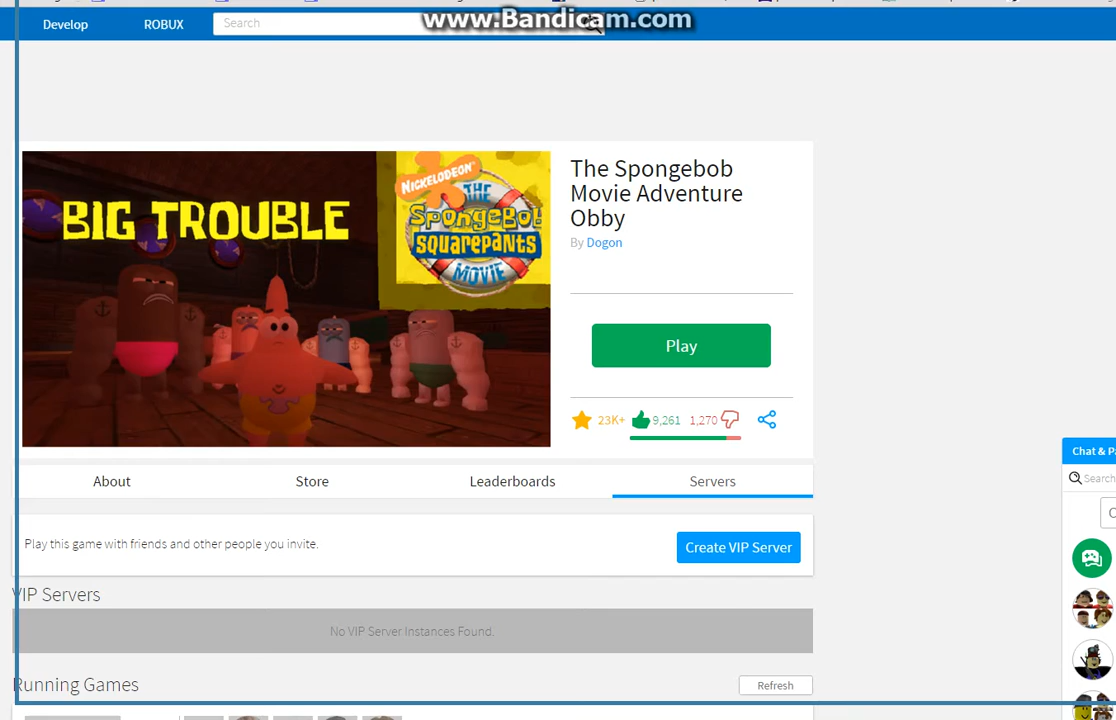 www.Bandicam.com
Develop
ROBUX
Search
BIG TROUBLE
NICKELODEON
THE
SpongeBob
SQUAREPANTS
MOVIE
The Spongebob
Movie Adventure
Obby
By Dogon
Play
23K+
9,261
1,270
About
Store
Leaderboards
Servers
Play this game with friends and other people you invite.
Create VIP Server
VIP Servers
No VIP Server Instances Found.
Running Games
Refresh
Chat & P
Search